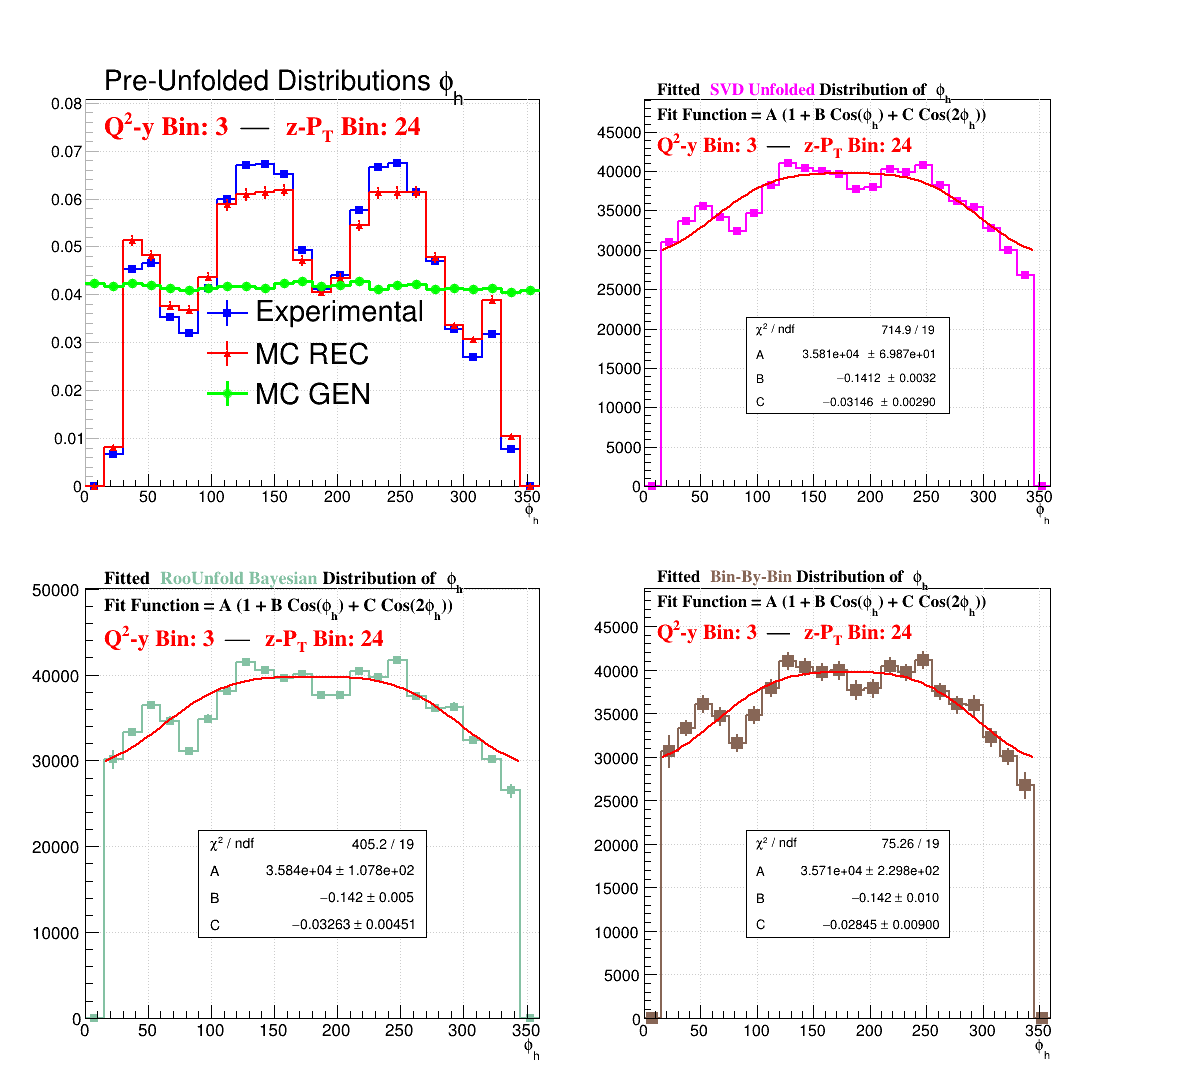 Pre-Unfolded Distributions ϕh
Q2-y Bin: 3 — z-PT Bin: 24
0.08
0.07
0.06
0.05
0.04
0.03
0.02
0.01
0
Experimental
MC REC
MC GEN
0 50 100 150 200 250 300 350
ϕh
Fitted SVD Unfolded Distribution of ϕh
Fit Function = A (1 + B Cos(ϕh) + C Cos(2ϕh))
Q2-y Bin: 3 — z-PT Bin: 24
45000
40000
35000
30000
25000
20000
15000
10000
5000
0
χ2 / ndf 714.9 / 19
A 3.581e+04 ± 6.987e+01
B −0.1412 ± 0.0032
C −0.03146 ± 0.00290
0 50 100 150 200 250 300 350
ϕh
Fitted RooUnfold Bayesian Distribution of ϕh
Fit Function = A (1 + B Cos(ϕh) + C Cos(2ϕh))
Q2-y Bin: 3 — z-PT Bin: 24
50000
40000
30000
20000
10000
0
χ2 / ndf 405.2 / 19
A 3.584e+04 ± 1.078e+02
B −0.142 ± 0.005
C −0.03263 ± 0.00451
0 50 100 150 200 250 300 350
ϕh
Fitted Bin-By-Bin Distribution of ϕh
Fit Function = A (1 + B Cos(ϕh) + C Cos(2ϕh))
Q2-y Bin: 3 — z-PT Bin: 24
45000
40000
35000
30000
25000
20000
15000
10000
5000
0
χ2 / ndf 75.26 / 19
A 3.571e+04 ± 2.298e+02
B −0.142 ± 0.010
C −0.02845 ± 0.00900
0 50 100 150 200 250 300 350
ϕh